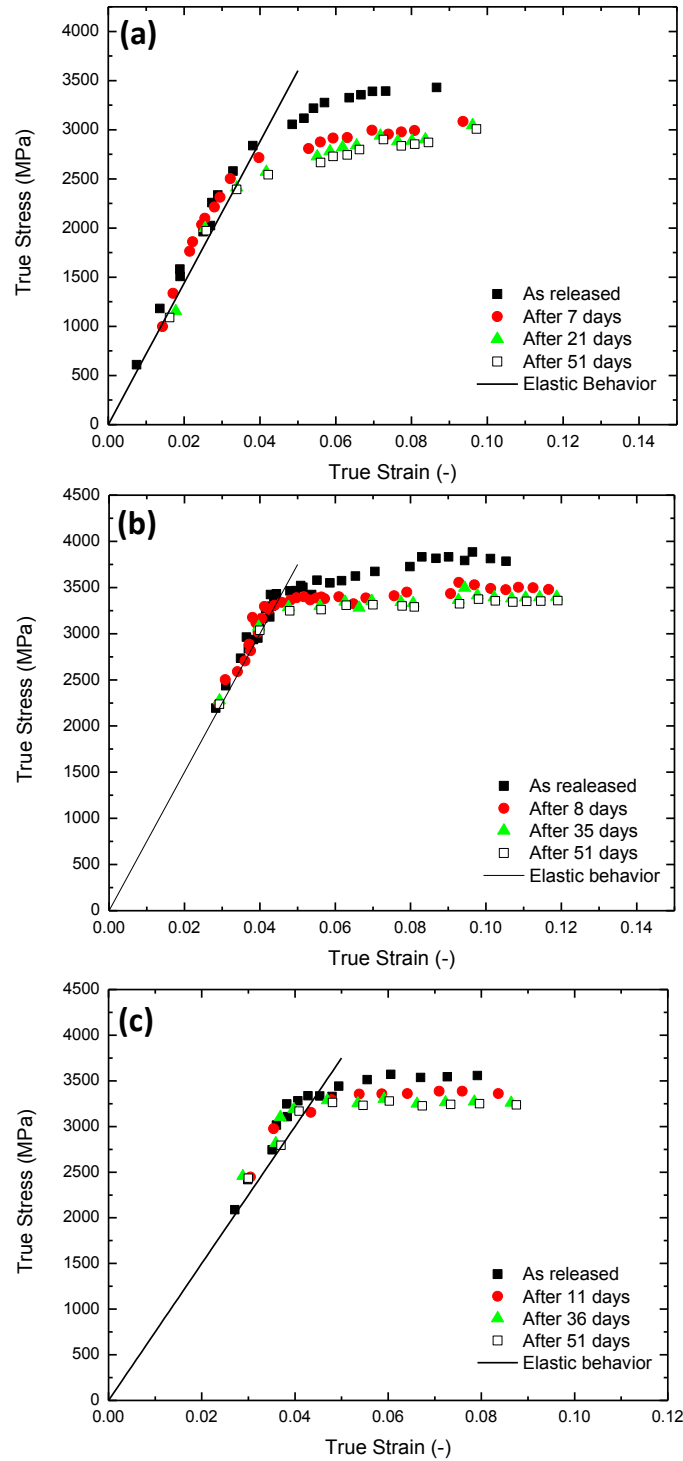 (a)
4000
3500
3000
2500
2000
1500
1000
500
0
True Stress (MPa)
As released
After 7 days
After 21 days
After 51 days
Elastic Behavior
0.00 0.02 0.04 0.06 0.08 0.10 0.12 0.14
True Strain (-)
(b)
4500
4000
3500
3000
2500
2000
1500
1000
500
0
True Stress (MPa)
As realeased
After 8 days
After 35 days
After 51 days
Elastic behavior
0.00 0.02 0.04 0.06 0.08 0.10 0.12 0.14
True Strain (-)
(c)
4500
4000
3500
3000
2500
2000
1500
1000
500
0
True Stress (MPa)
As released
After 11 days
After 36 days
After 51 days
Elastic behavior
0.00 0.02 0.04 0.06 0.08 0.10 0.12
True Strain (-)